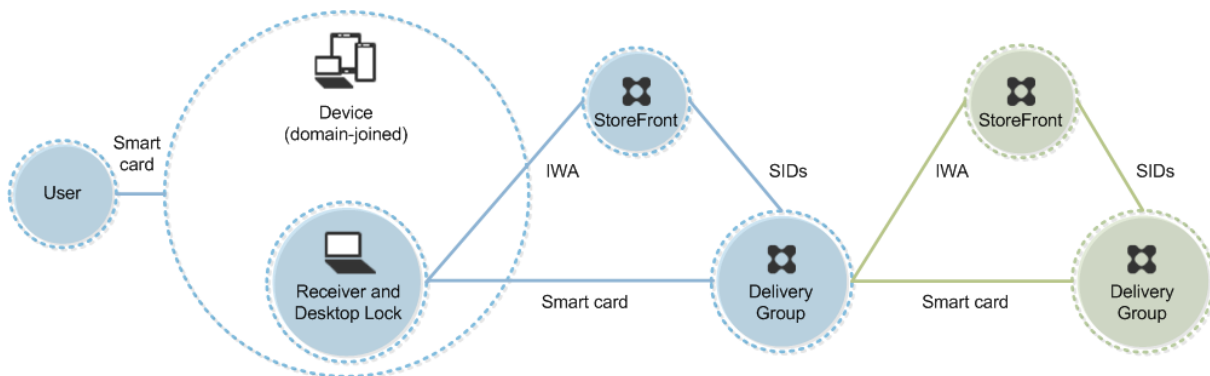 User
Smart
card
Device
(domain-joined)
Receiver and
Desktop Lock
IWA
StoreFront
SIDs
Smart card
Delivery
Group
IWA
StoreFront
SIDs
Smart card
Delivery
Group